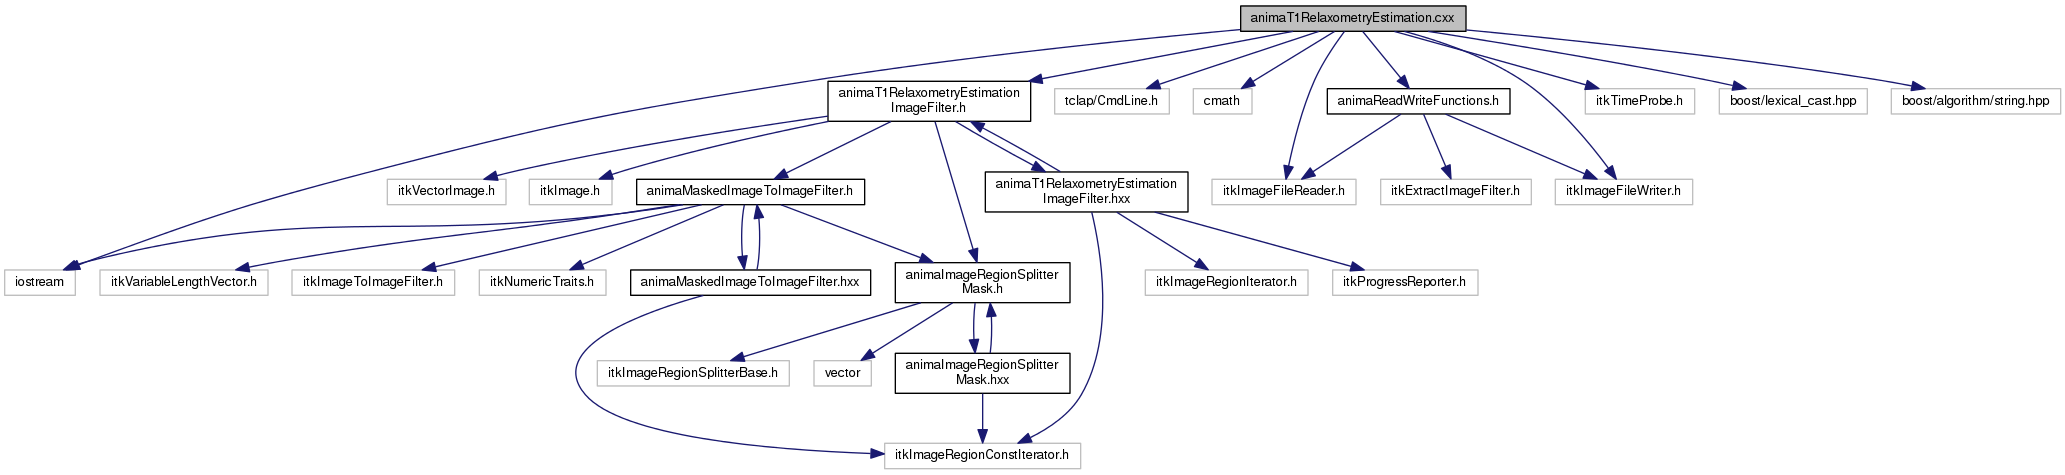 animaT1RelaxometryEstimation.cxx
animaT1RelaxometryEstimation
ImageFilter.h
tclap/CmdLine.h
cmath
animaReadWriteFunctions.h
itkTimeProbe.h
boost/lexical_cast.hpp
boost/algorithm/string.hpp
itkVectorImage.h
itkImage.h
animaMaskedImageToImageFilter.h
animaT1RelaxometryEstimation
ImageFilter.hxx
itkImageFileReader.h
itkExtractImageFilter.h
itkImageFileWriter.h
iostream
itkVariableLengthVector.h
itkImageToImageFilter.h
itkNumericTraits.h
animaMaskedImageToImageFilter.hxx
animaImageRegionSplitter
Mask.h
itkImageRegionIterator.h
itkProgressReporter.h
itkImageRegionSplitterBase.h
vector
animaImageRegionSplitter
Mask.hxx
itkImageRegionConstIterator.h